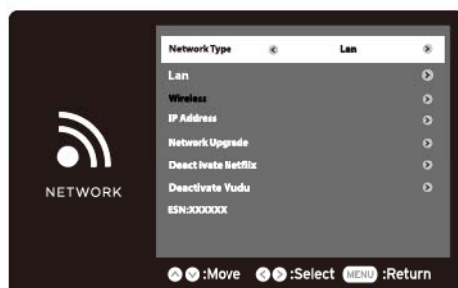 Network Type Lan
Lan
Wireless
IP Address
Network Upgrade
Deact ivate Netflix
Deactivate Vudu
ESN:XXXXXX
NETWORK
:Move :Select MENU :Return